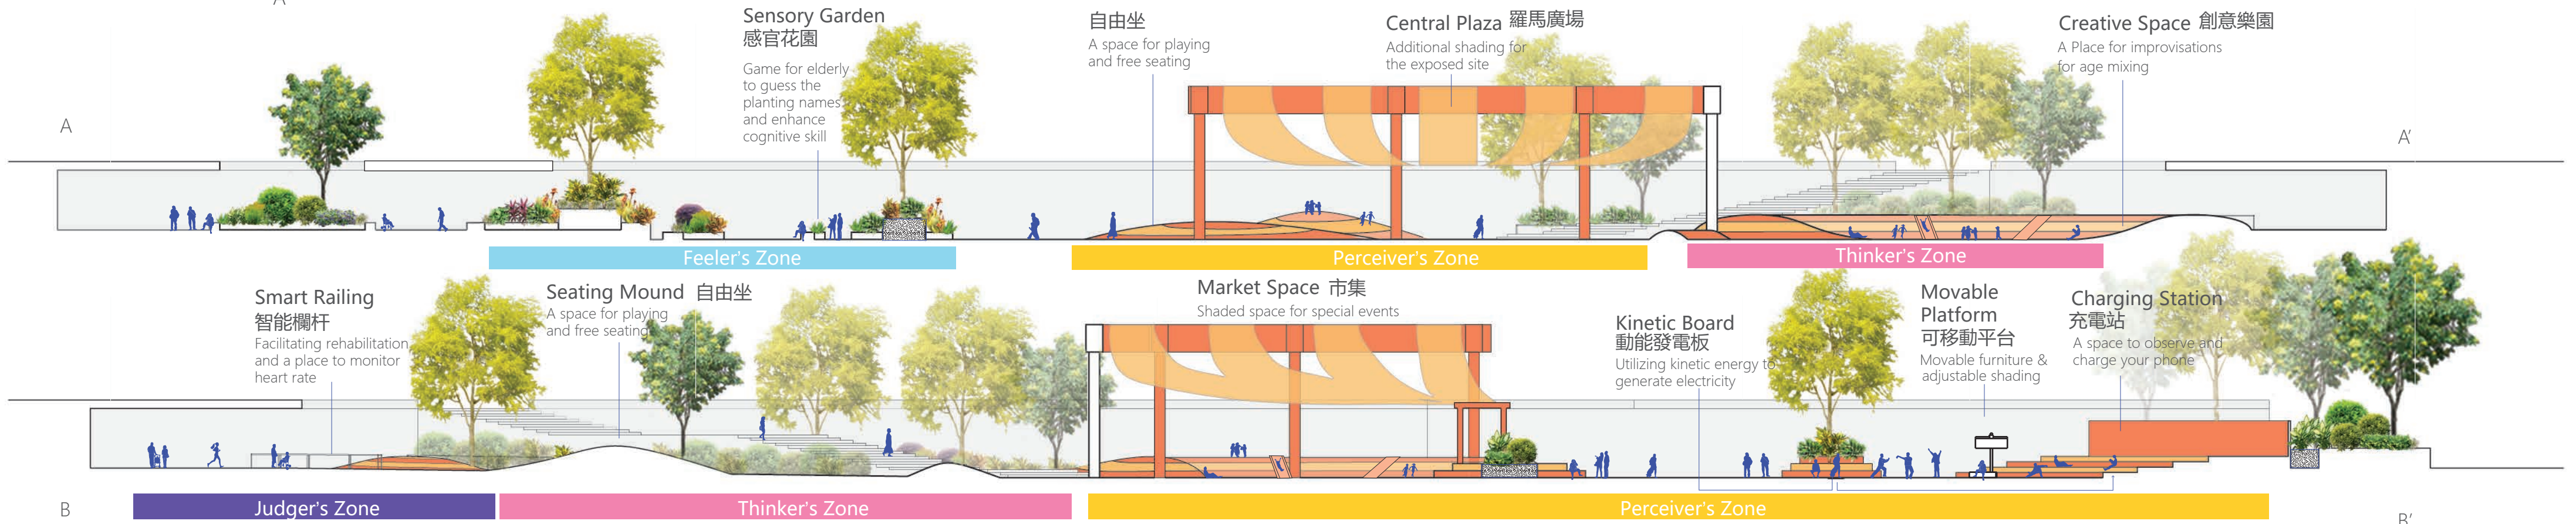 A'
Sensory Garden
感官花園
Game for elderly
to guess the
planting names
and enhance
cognitive skill
自由坐
A space for playing
and free seating
Central Plaza 羅馬廣場
Additional shading for
the exposed site
Creative Space 創意樂園
A Place for improvisations
for age mixing
A
A'
Feeler's Zone
Perceiver's Zone
Thinker's Zone
Smart Railing
智能欄杆
Facilitating rehabilitation
and a place to monitor
heart rate
Seating Mound 自由坐
A space for playing
and free seating
Market Space 市集
Shaded space for special events
Kinetic Board
動能發電板
Utilizing kinetic energy to
generate electricity
Movable
Platform
可移動平台
Movable furniture &
adjustable shading
Charging Station
充電站
A space to observe and
charge your phone
B
Judger's Zone
Thinker's Zone
Perceiver's Zone
B'